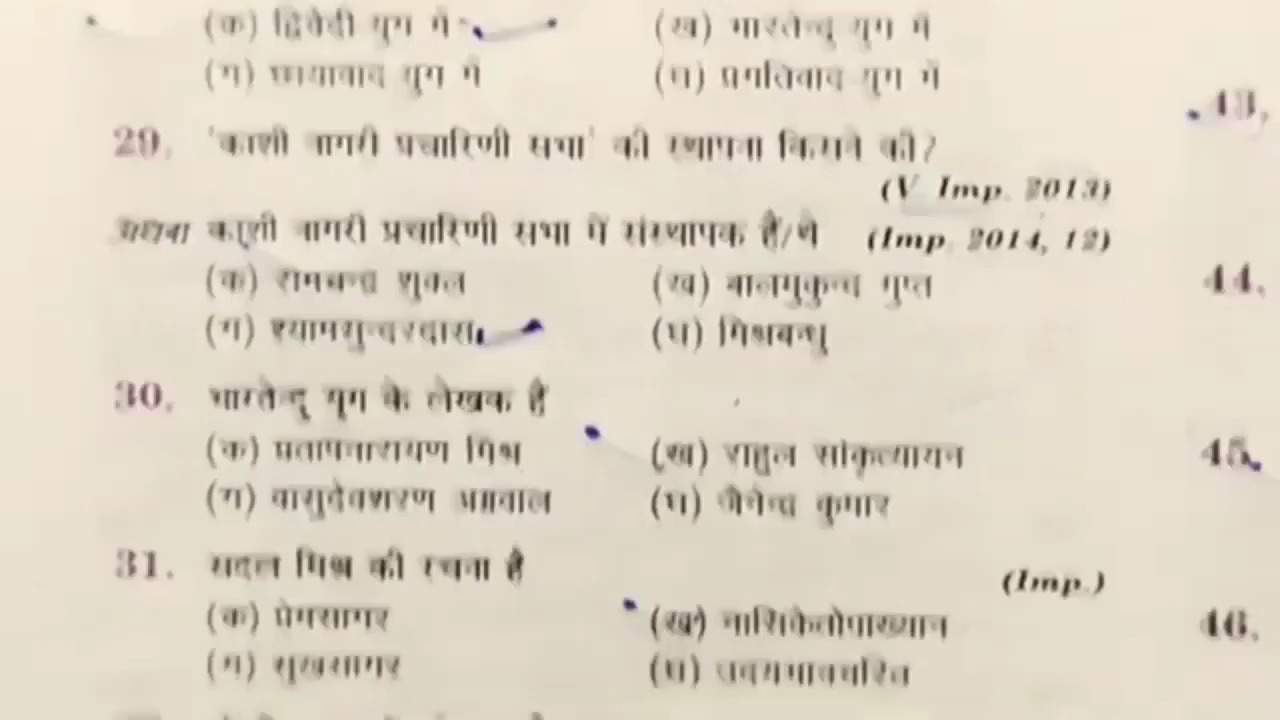 (क) द्विवेदी युग में (ख) भारतेन्दु युग में
(ग) छायावाद युग में (घ) प्रगतिवाद युग में
43.
29. 'काशी नागरी प्रचारिणी सभा' की स्थापना किसने की?
(V. Imp. 2013)
अथवा काशी नागरी प्रचारिणी सभा में संस्थापक हैं/थे (Imp. 2014, 12)
(क) रामचन्द्र शुक्ल (ख) बालमुकुन्द गुप्त
44.
(ग) श्यामसुन्दरदास (घ) मिश्रबन्धु
30. भारतेन्दु युग के लेखक है
(क) प्रतापनारायण मिश्र (ख) राहुल सांकृत्यायन
45.
(ग) वासुदेवशरण अग्रवाल (घ) जैनेन्द्र कुमार
31. सदल मिश्र की रचना है
(Imp.)
(क) प्रेमसागर (ख) नासिकेतोपाख्यान
46.
(ग) सुखसागर (घ) उदयभानचरित